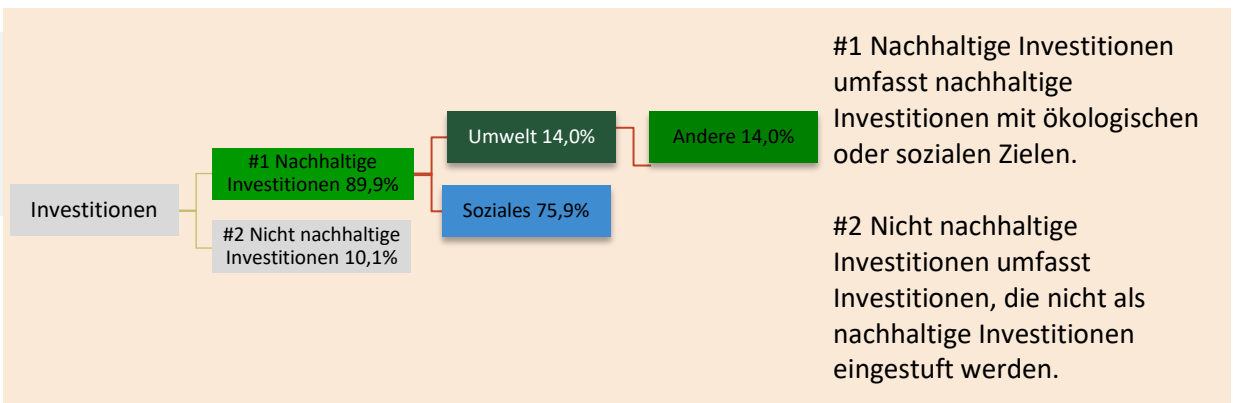 Investitionen
#1 Nachhaltige
Investitionen 89,9%
#2 Nicht nachhaltige
Investitionen 10,1%
Umwelt 14,0%
Soziales 75,9%
Andere 14,0%
#1 Nachhaltige Investitionen
umfasst nachhaltige
Investitionen mit ökologischen
oder sozialen Zielen.
#2 Nicht nachhaltige
Investitionen umfasst
Investitionen, die nicht als
nachhaltige Investitionen
eingestuft werden.